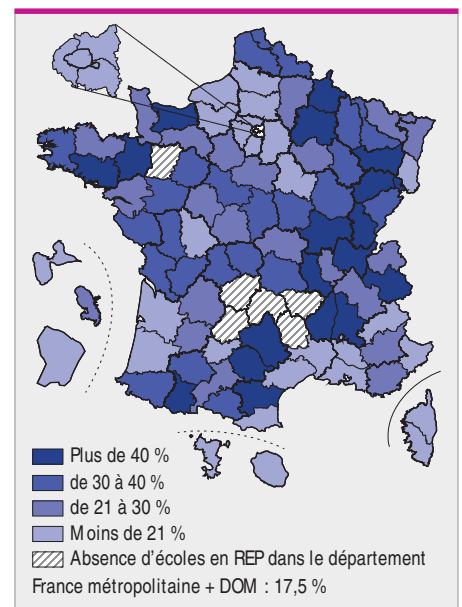 Plus de 40 %
de 30 à 40 %
de 21 à 30 %
Moins de 21 %
Absence d'écoles en REP dans le département
France métropolitaine + DOM : 17,5 %